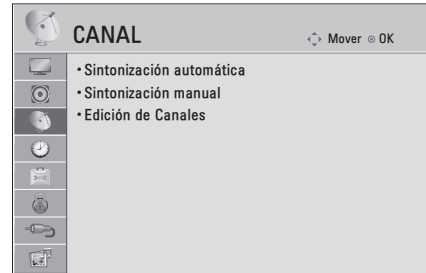 CANAL
Mover OK
• Sintonización automática
• Sintonización manual
• Edición de Canales